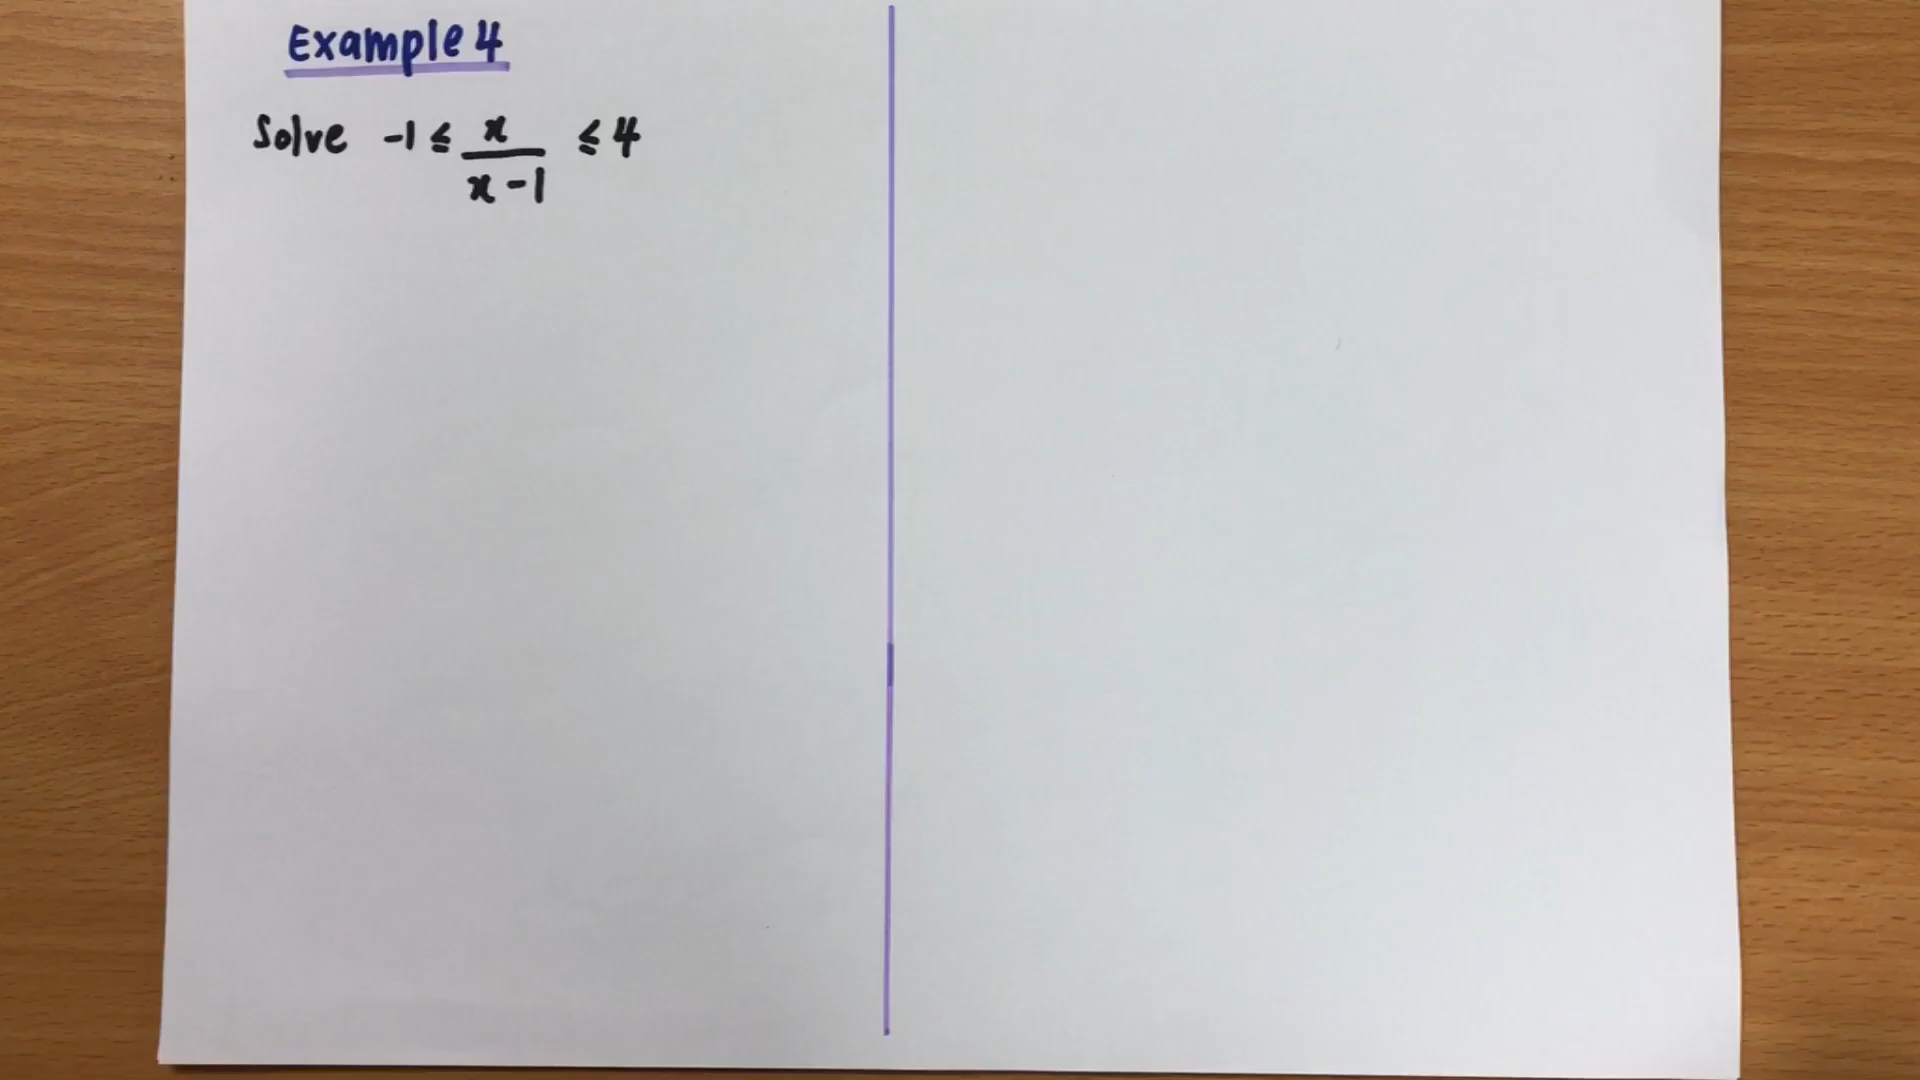 Example 4
Solve -1 ≤ x/(x-1) ≤ 4